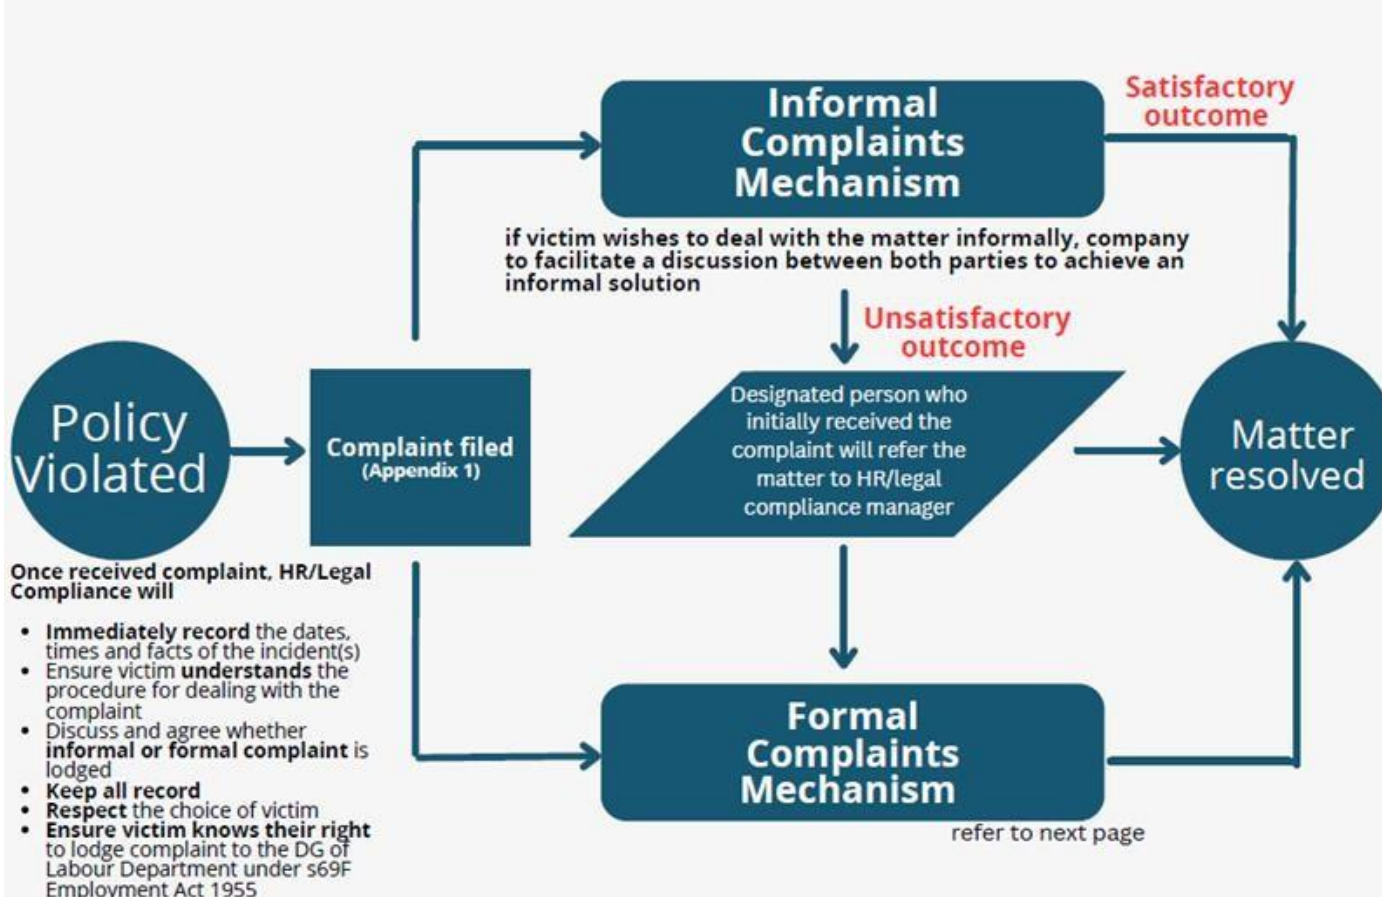 Informal
Complaints
Mechanism
Satisfactory
outcome
if victim wishes to deal with the matter informally, company
to facilitate a discussion between both parties to achieve an
informal solution
Unsatisfactory
outcome
Policy
Violated
Complaint filed
(Appendix 1)
Designated person who
initially received the
complaint will refer the
matter to HR/legal
compliance manager
Matter
resolved
Once received complaint, HR/Legal
Compliance will
• Immediately record the dates,
times and facts of the incident(s)
• Ensure victim understands the
procedure for dealing with the
complaint
• Discuss and agree whether
informal or formal complaint is
lodged
• Keep all record
• Respect the choice of victim
• Ensure victim knows their right
to lodge complaint to the DG of
Labour Department under s69F
Employment Act 1955
Formal
Complaints
Mechanism
refer to next page